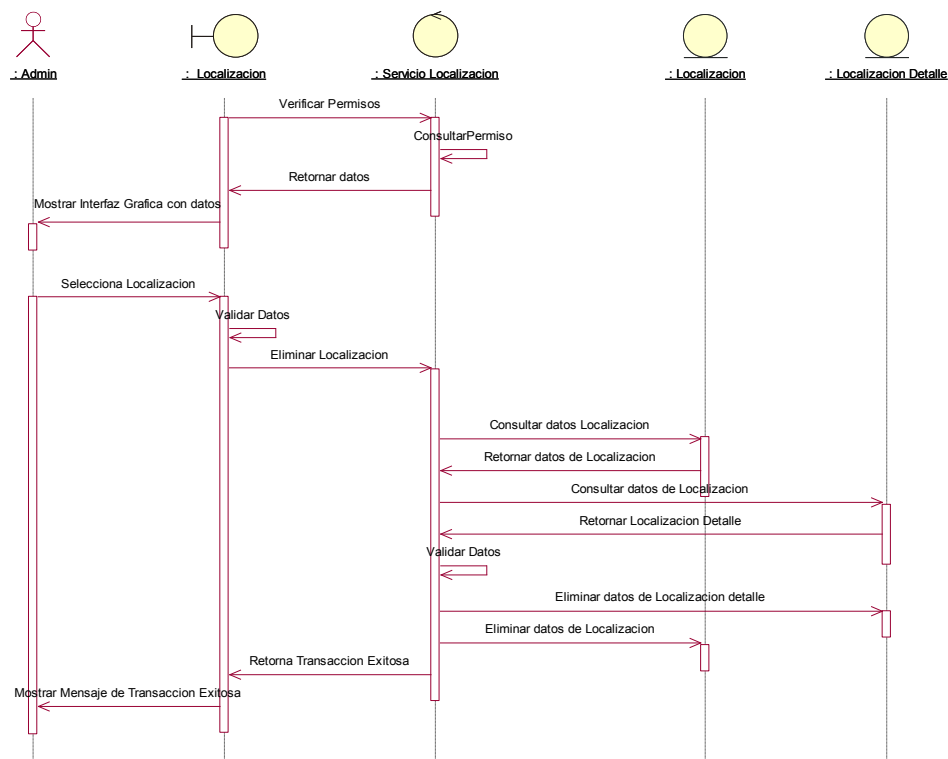 : Admin
: Localizacion
: Servicio Localizacion
: Localizacion
: Localizacion Detalle
Verificar Permisos
ConsultarPermiso
Retornar datos
Mostrar Interfaz Grafica con datos
Selecciona Localizacion
Validar Datos
Eliminar Localizacion
Consultar datos Localizacion
Retornar datos de Localizacion
Consultar datos de Localizacion
Retornar Localizacion Detalle
Validar Datos
Eliminar datos de Localizacion detalle
Eliminar datos de Localizacion
Retorna Transaccion Exitosa
Mostrar Mensaje de Transaccion Exitosa